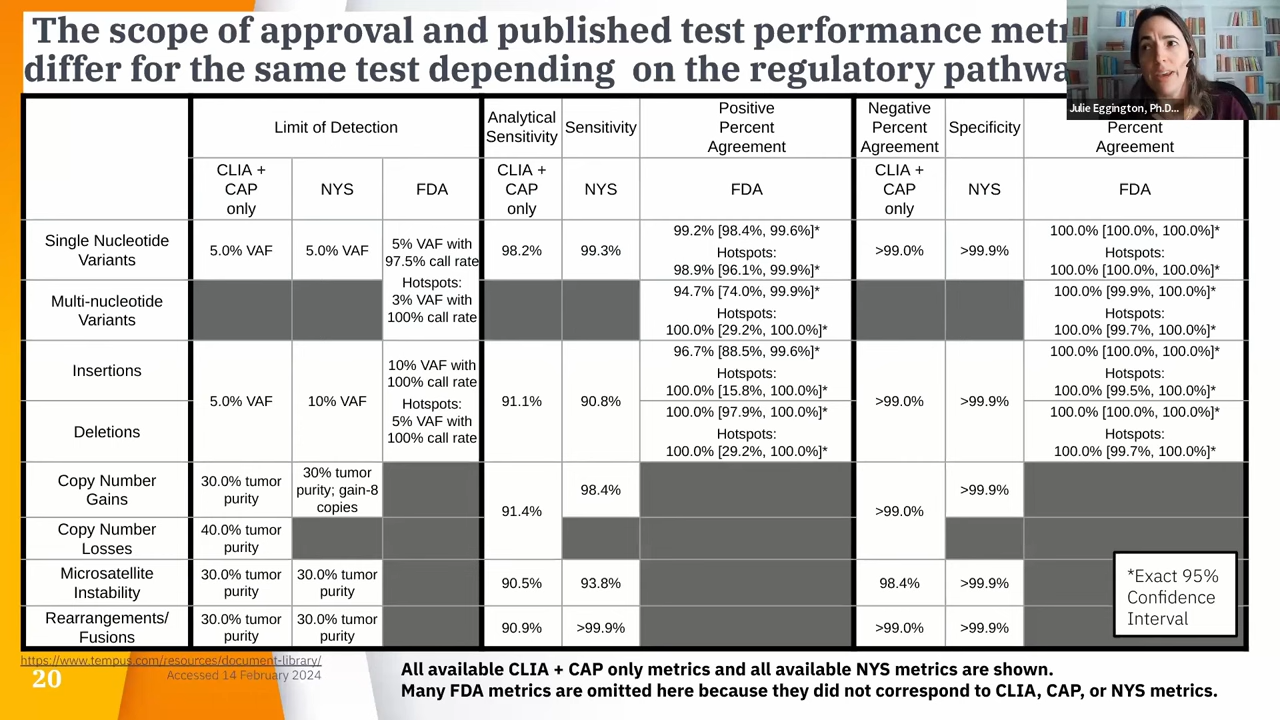 The scope of approval and published test performance
differ for the same test depending  on the regulatory
Julie Eggington, Ph.D...
Limit of Detection
Analytical
Sensitivity
Sensitivity
Positive
Percent
Agreement
Negative
Percent
Agreement
Specificity
Percent
Agreement
CLIA +
CAP
only
NYS
FDA
CLIA +
CAP
only
NYS
FDA
CLIA +
CAP
only
NYS
FDA
Single Nucleotide
Variants
5.0% VAF
5.0% VAF
5% VAF with
97.5% call rate
Hotspots:
3% VAF with
100% call rate
98.2%
99.3%
99.2% [98.4%, 99.6%]*
Hotspots:
98.9% [96.1%, 99.9%]*
>99.0%
>99.9%
100.0% [100.0%, 100.0%]*
Hotspots:
100.0% [100.0%, 100.0%]*
Multi-nucleotide
Variants
94.7% [74.0%, 99.9%]*
Hotspots:
100.0% [29.2%, 100.0%]*
100.0% [99.9%, 100.0%]*
Hotspots:
100.0% [99.7%, 100.0%]*
Insertions
5.0% VAF
10% VAF
10% VAF with
100% call rate
Hotspots:
5% VAF with
100% call rate
91.1%
90.8%
96.7% [88.5%, 99.6%]*
Hotspots:
100.0% [15.8%, 100.0%]*
>99.0%
>99.9%
100.0% [100.0%, 100.0%]*
Hotspots:
100.0% [99.5%, 100.0%]*
Deletions
100.0% [97.9%, 100.0%]*
Hotspots:
100.0% [29.2%, 100.0%]*
100.0% [100.0%, 100.0%]*
Hotspots:
100.0% [99.7%, 100.0%]*
Copy Number
Gains
30.0% tumor
purity
30% tumor
purity; gain-8
copies
91.4%
98.4%
>99.0%
>99.9%
Copy Number
Losses
40.0% tumor
purity
Microsatellite
Instability
30.0% tumor
purity
30.0% tumor
purity
90.5%
93.8%
98.4%
>99.9%
Rearrangements/
Fusions
30.0% tumor
purity
30.0% tumor
purity
90.9%
>99.9%
>99.0%
>99.9%
*Exact 95%
Confidence
Interval
https://www.tempus.com/resources/document-library/
Accessed 14 February 2024
20
All available CLIA + CAP only metrics and all available NYS metrics are shown.
Many FDA metrics are omitted here because they did not correspond to CLIA, CAP, or NYS metrics.